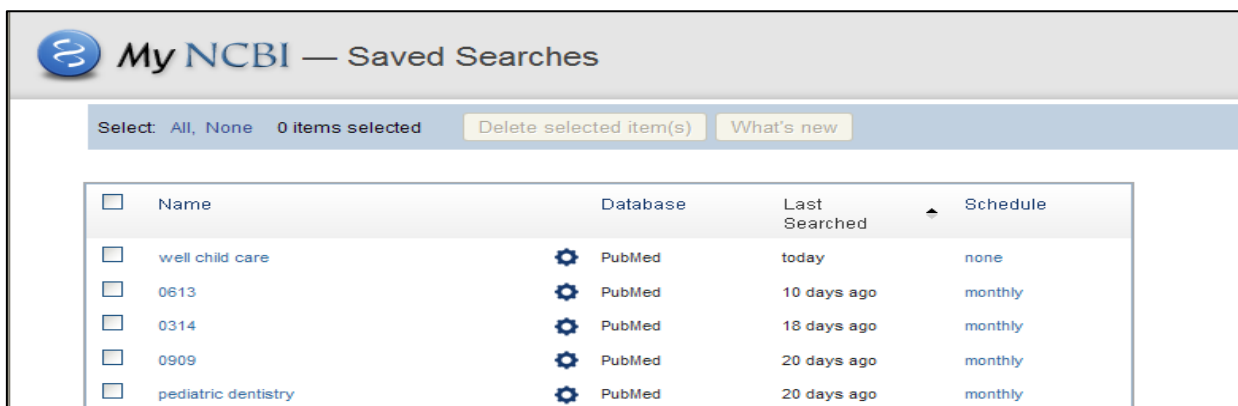 My NCBI — Saved Searches
Select: All, None 0 items selected Delete selected item(s) What's new
Name Database Last Searched Schedule
well child care PubMed today none
0613 PubMed 10 days ago monthly
0314 PubMed 18 days ago monthly
0909 PubMed 20 days ago monthly
pediatric dentistry PubMed 20 days ago monthly